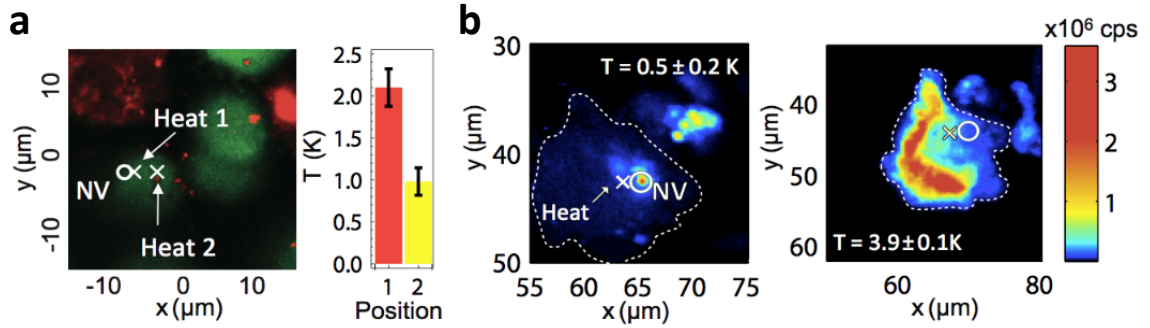 a
10
0
-10
y (µm)
Heat 1
NV
Heat 2
-10 0 10
x (µm)
T (K)
2.5
2.0
1.5
1.0
0.5
0.0
1 2
Position
b
30
40
50
y (µm)
T = 0.5 ± 0.2 K
Heat
NV
55 60 65 70 75
x (µm)
40
50
60
y (µm)
T = 3.9±0.1K
60 80
x (µm)
x10⁶ cps
3
2
1